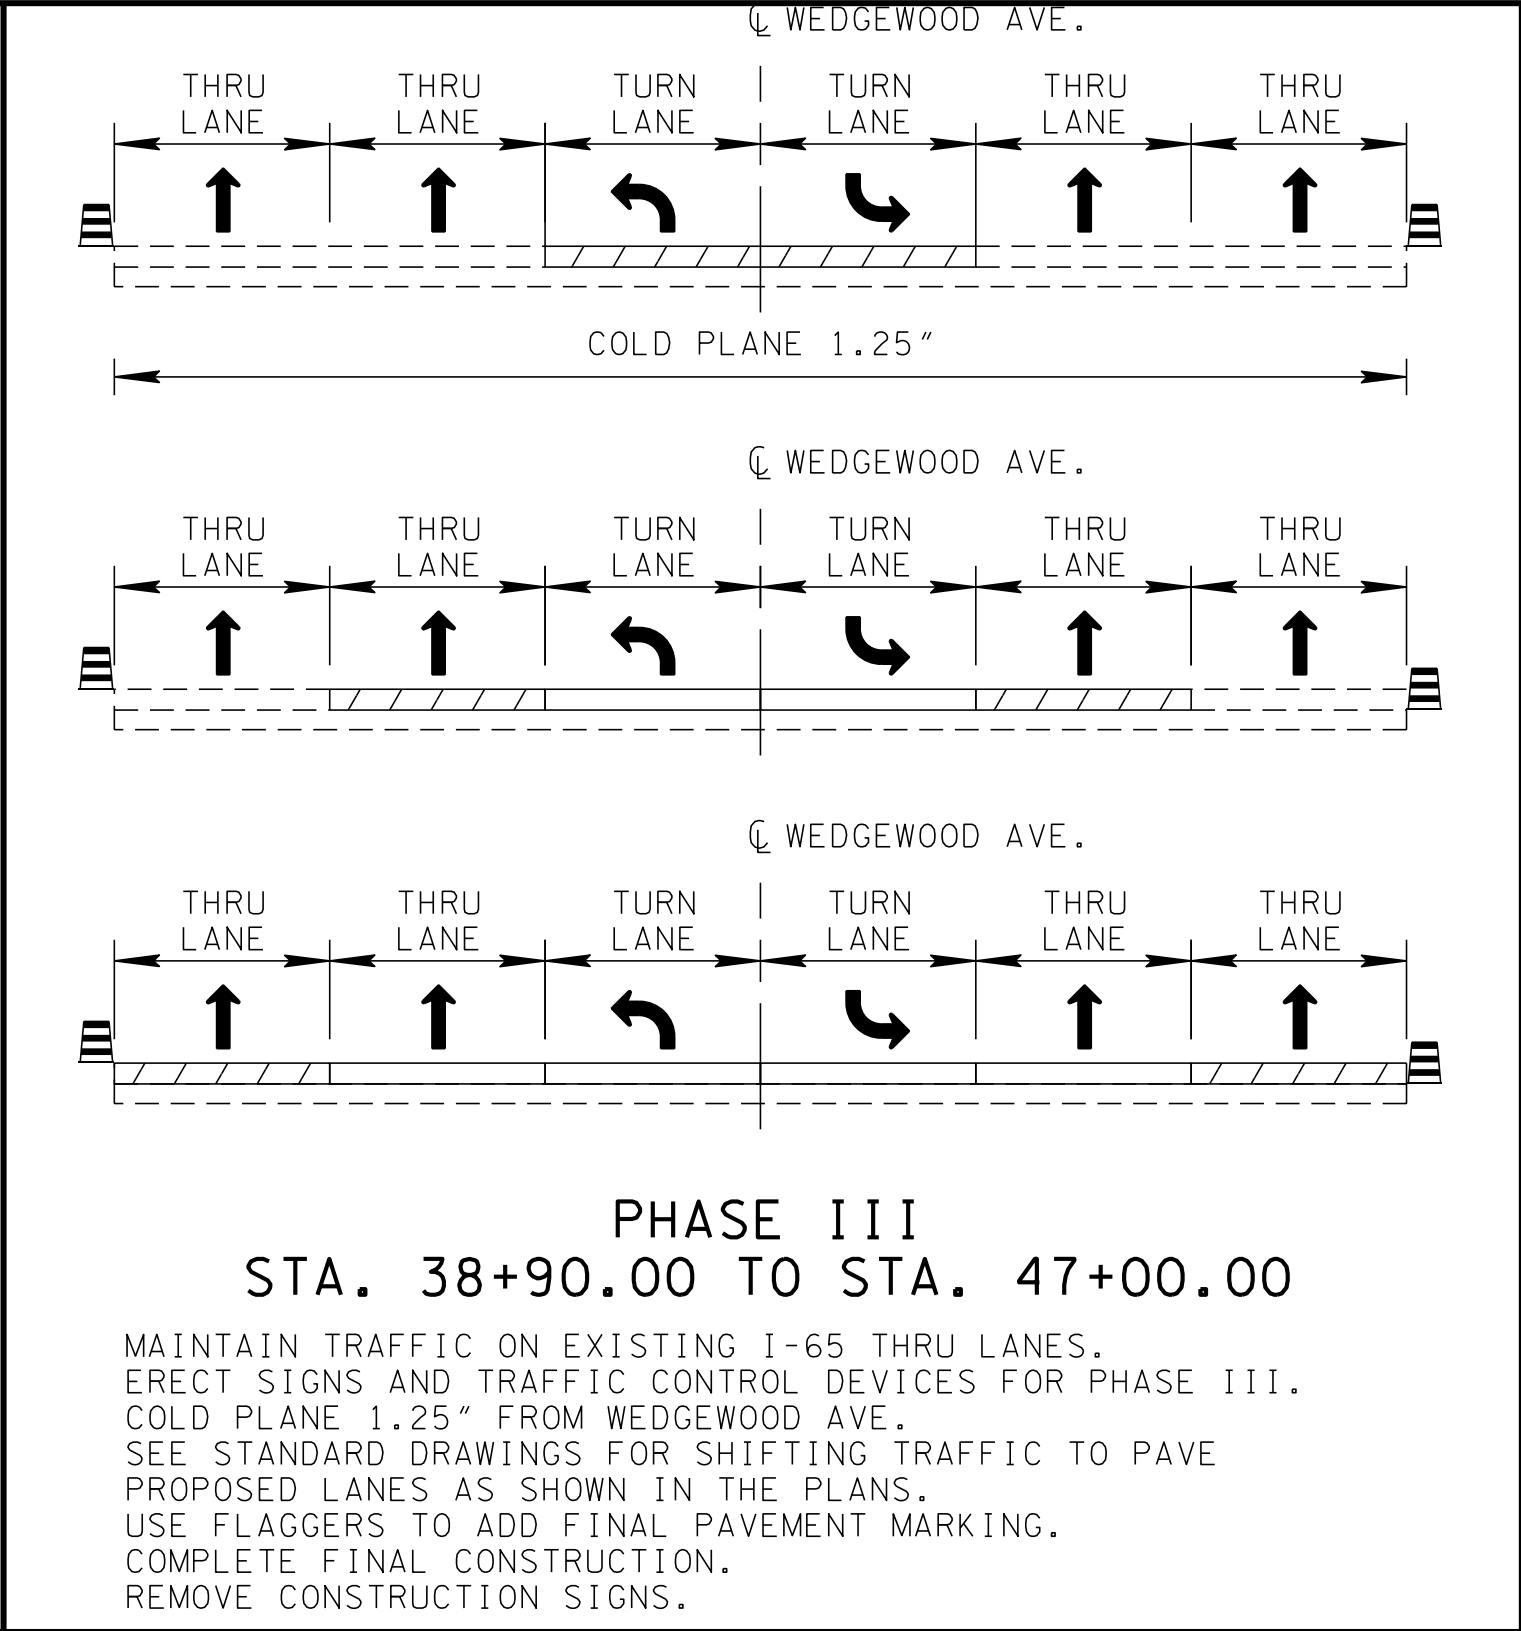 ℄ WEDGEWOOD AVE.
THRU LANE THRU LANE TURN LANE TURN LANE THRU LANE THRU LANE
COLD PLANE 1.25"
℄ WEDGEWOOD AVE.
THRU LANE THRU LANE TURN LANE TURN LANE THRU LANE THRU LANE
℄ WEDGEWOOD AVE.
THRU LANE THRU LANE TURN LANE TURN LANE THRU LANE THRU LANE
PHASE III
STA. 38+90.00 TO STA. 47+00.00
MAINTAIN TRAFFIC ON EXISTING I-65 THRU LANES.
ERECT SIGNS AND TRAFFIC CONTROL DEVICES FOR PHASE III.
COLD PLANE 1.25" FROM WEDGEWOOD AVE.
SEE STANDARD DRAWINGS FOR SHIFTING TRAFFIC TO PAVE
PROPOSED LANES AS SHOWN IN THE PLANS.
USE FLAGGERS TO ADD FINAL PAVEMENT MARKING.
COMPLETE FINAL CONSTRUCTION.
REMOVE CONSTRUCTION SIGNS.